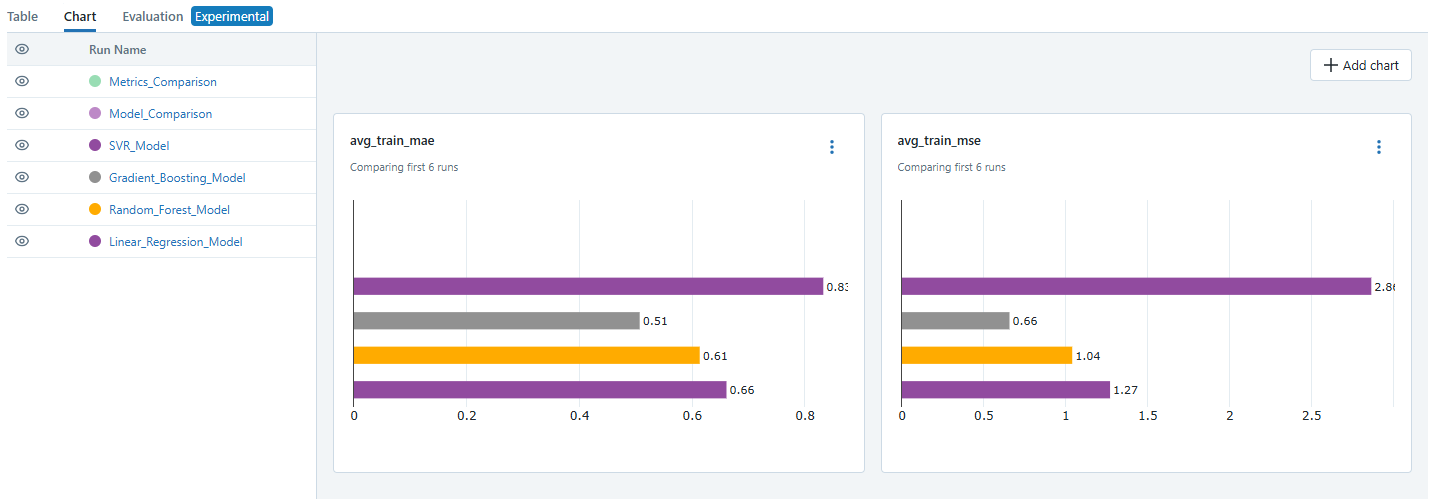 Table Chart Evaluation Experimental
Run Name
Metrics_Comparison
Model_Comparison
SVR_Model
Gradient_Boosting_Model
Random_Forest_Model
Linear_Regression_Model
+ Add chart
avg_train_mae
Comparing first 6 runs
0.83
0.51
0.61
0.66
0 0.2 0.4 0.6 0.8
avg_train_mse
Comparing first 6 runs
2.86
0.66
1.04
1.27
0 0.5 1 1.5 2 2.5